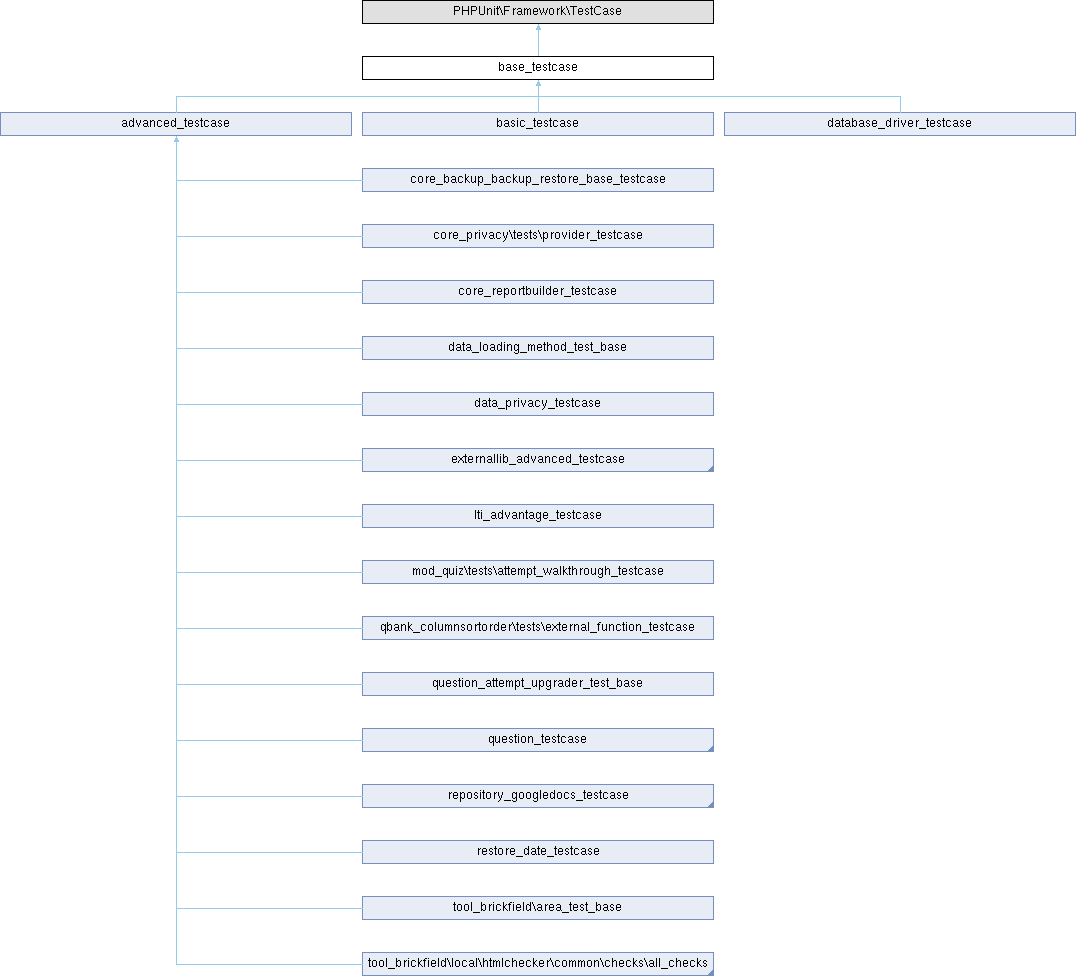 PHPUnit\Framework\TestCase
base_testcase
advanced_testcase
basic_testcase
database_driver_testcase
core_backup_backup_restore_base_testcase
core_privacy\tests\provider_testcase
core_reportbuilder_testcase
data_loading_method_test_base
data_privacy_testcase
externallib_advanced_testcase
lti_advantage_testcase
mod_quiz\tests\attempt_walkthrough_testcase
qbank_columnsortorder\tests\external_function_testcase
question_attempt_upgrader_test_base
question_testcase
repository_googledocs_testcase
restore_date_testcase
tool_brickfield\area_test_base
tool_brickfield\local\htmlchecker\common\checks\all_checks